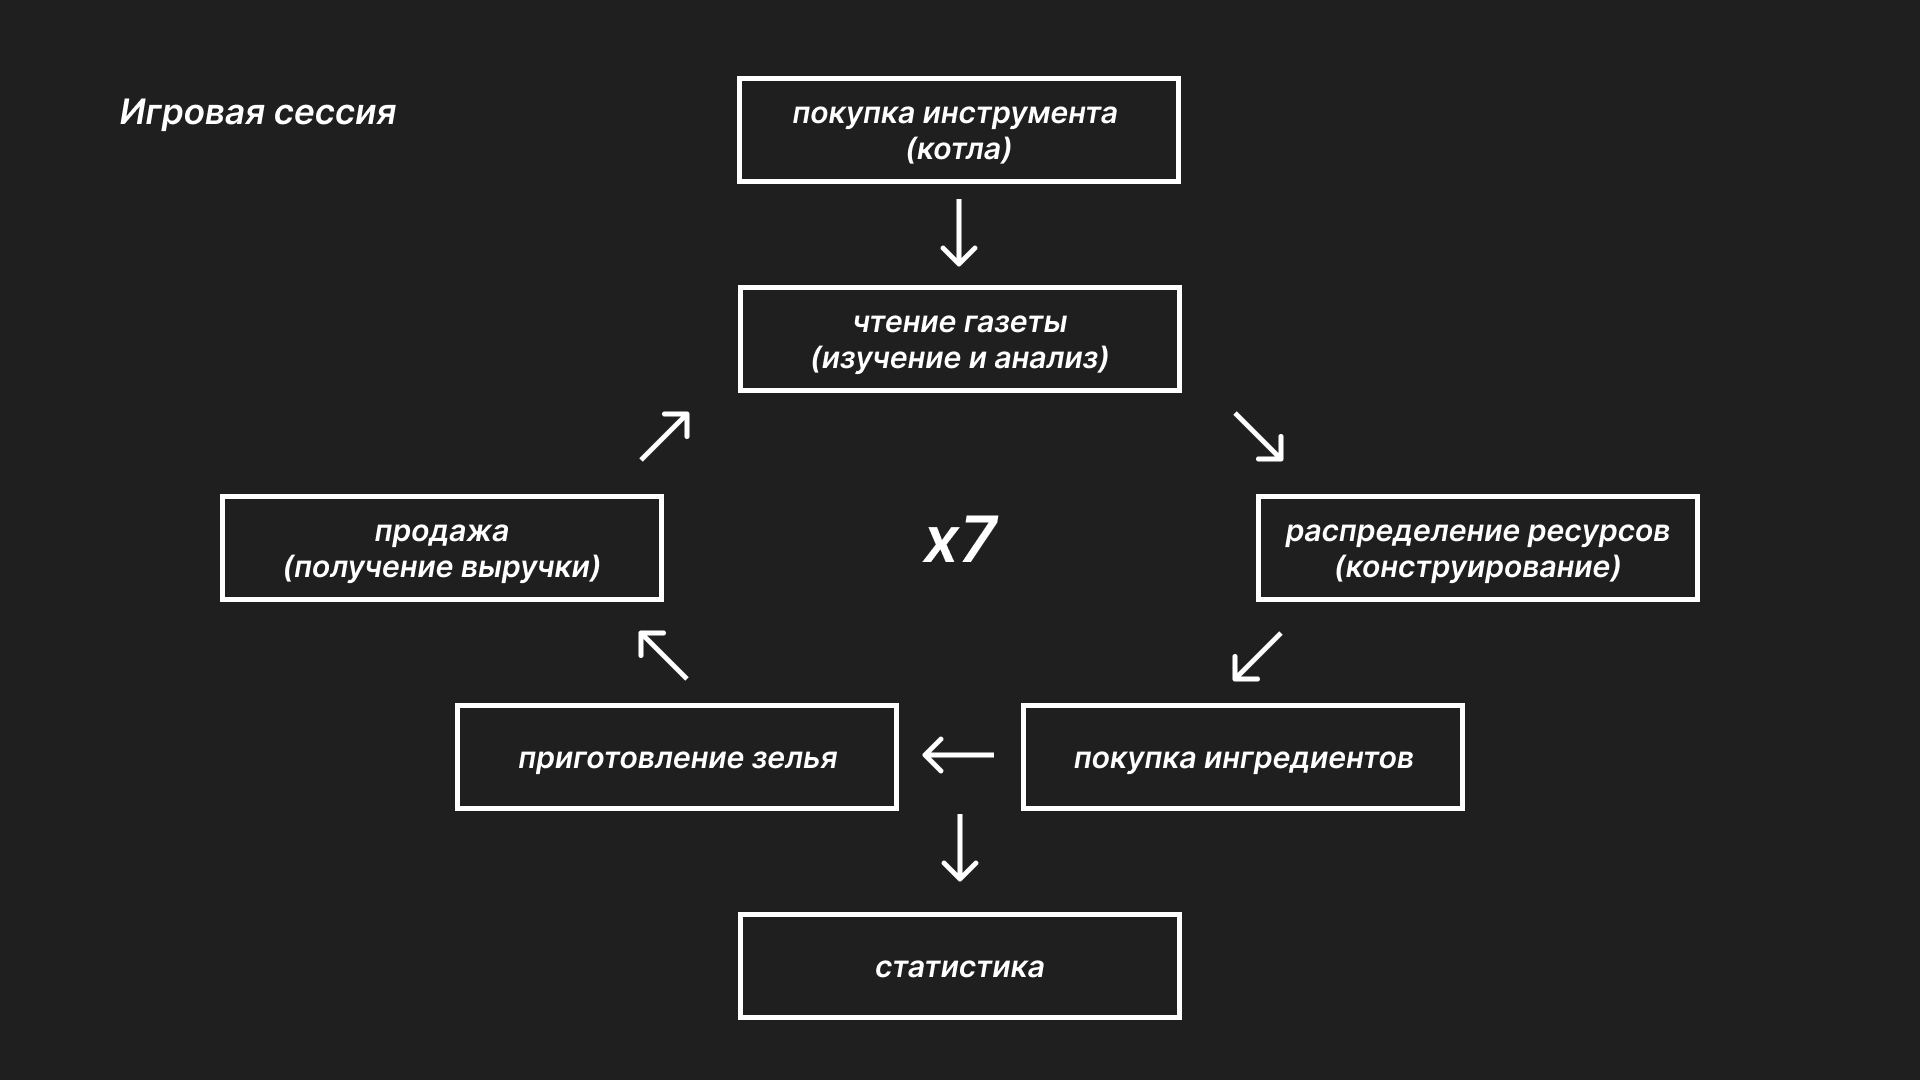 Игровая сессия
покупка инструмента
(котла)
чтение газеты
(изучение и анализ)
продажа
(получение выручки)
x7
распределение ресурсов
(конструирование)
приготовление зелья
покупка ингредиентов
статистика